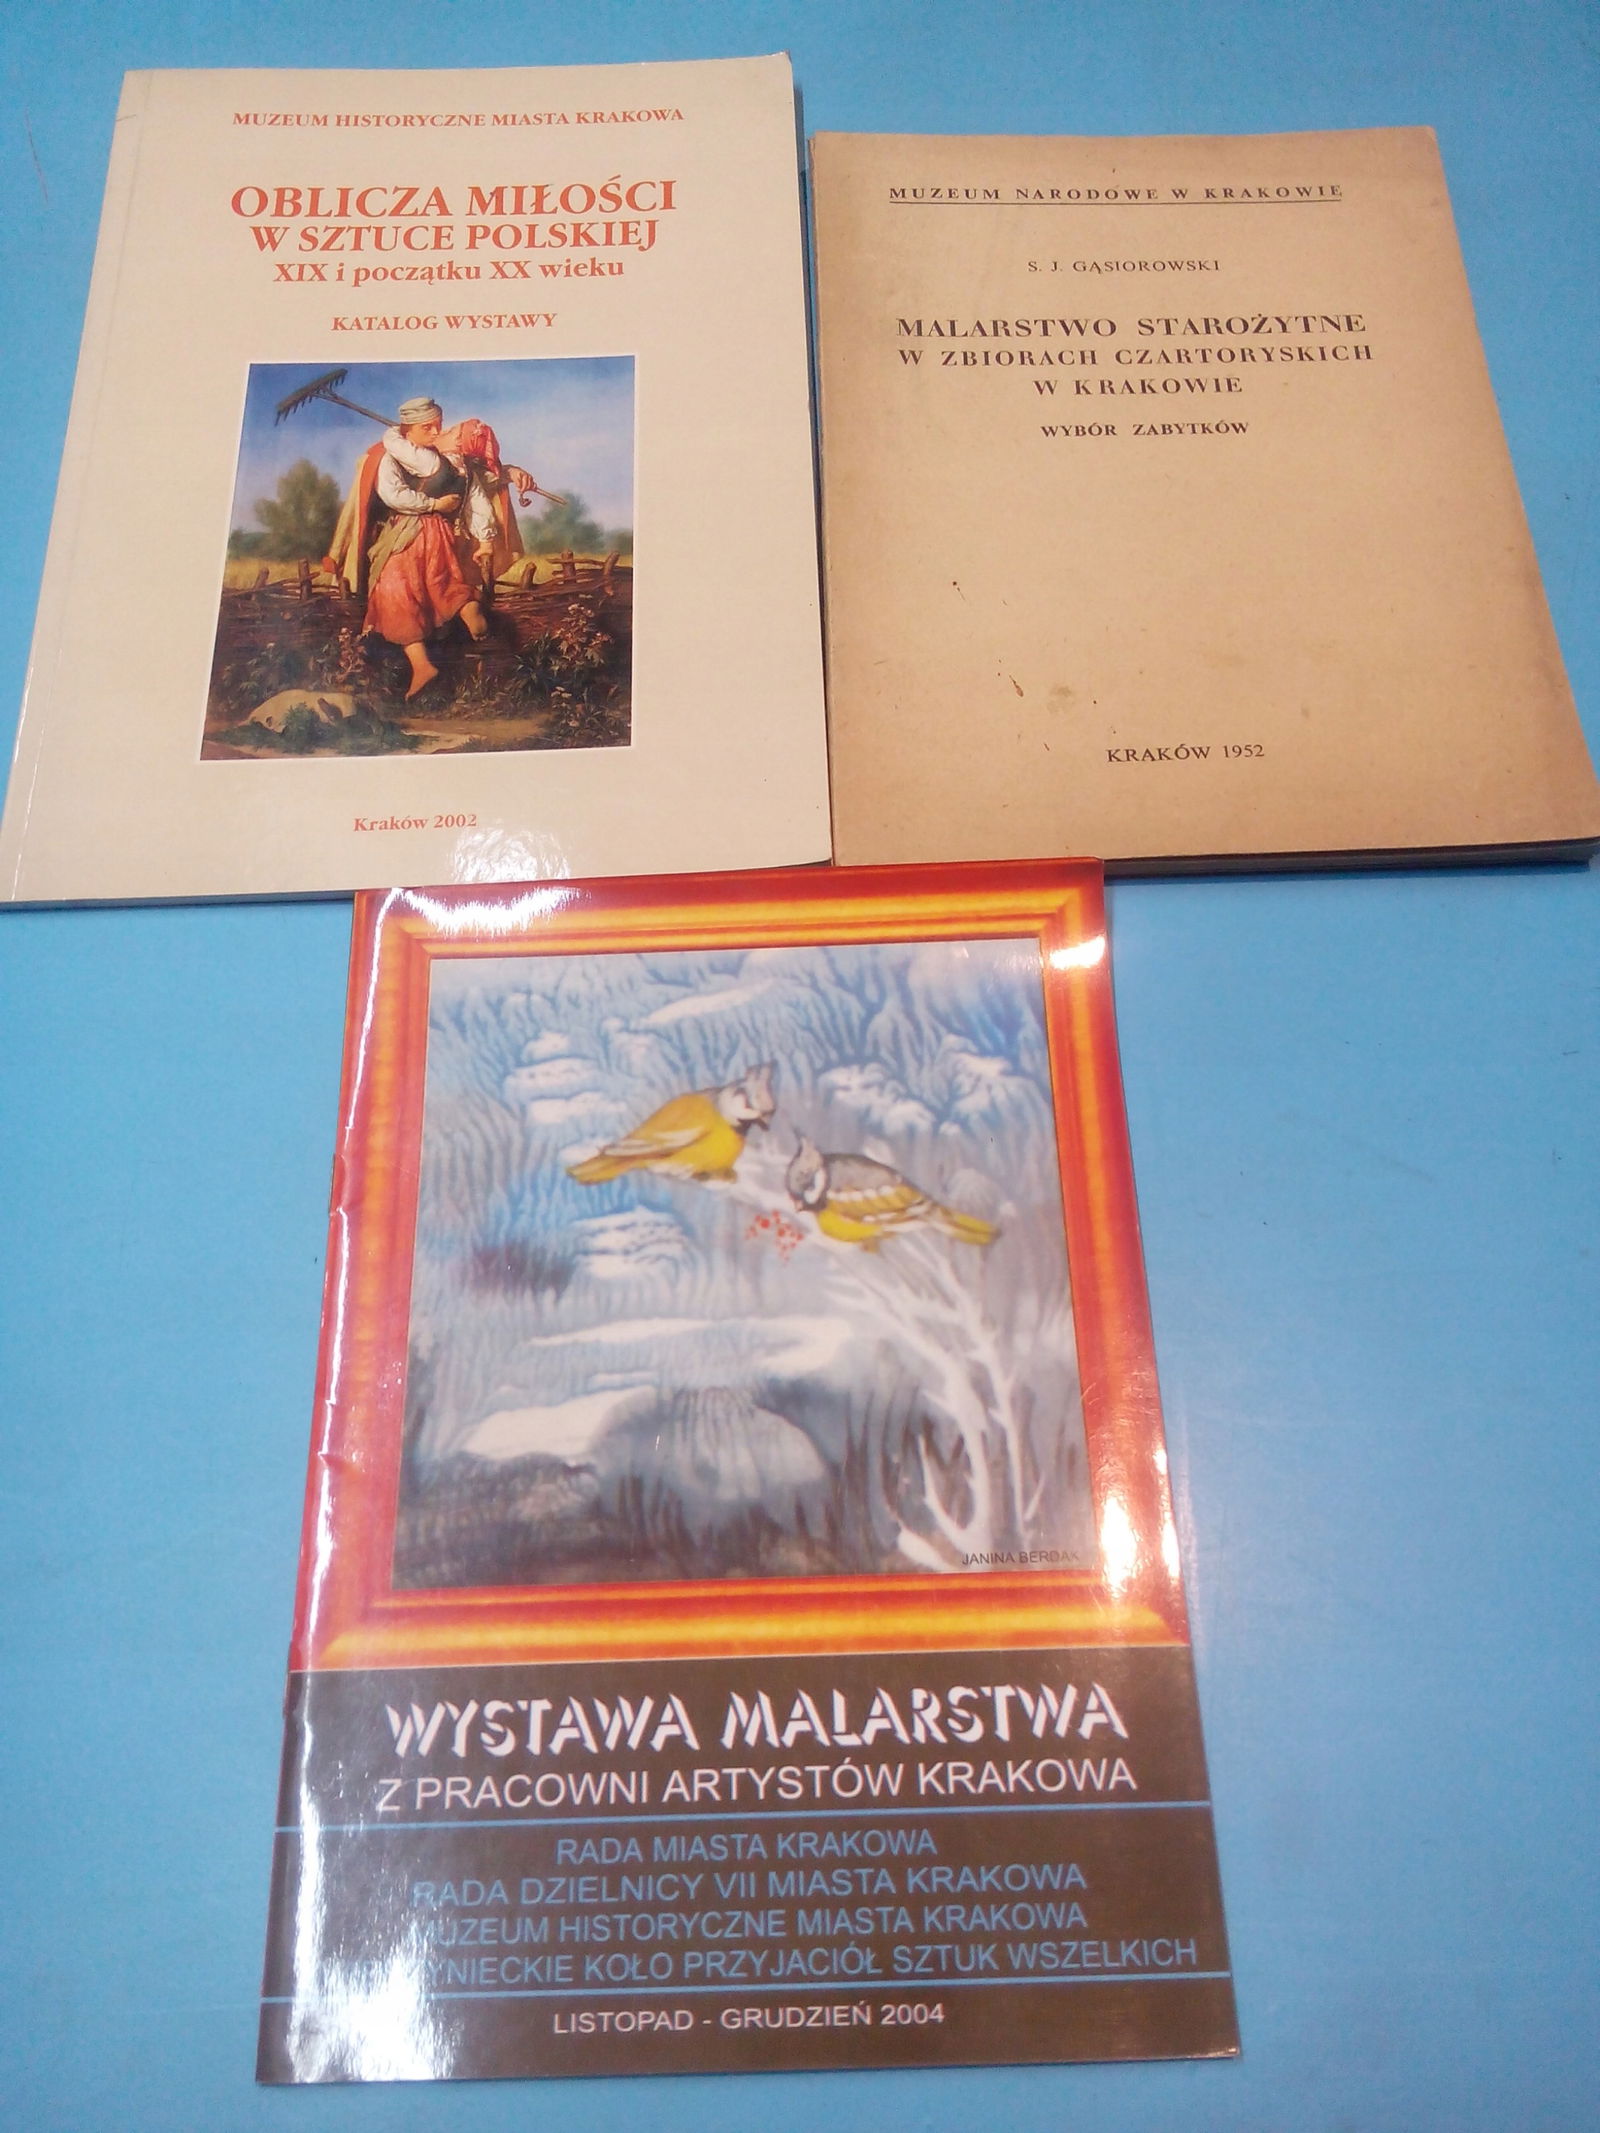 MUZEUM HISTORYCZNE MIASTA KRAKOWA
OBLICZA MIŁOŚCI
W SZTUCE POLSKIEJ
XIX i początku XX wieku
KATALOG WYSTAWY
Kraków 2002
MUZEUM NARODOWE W KRAKOWIE
S. J. GĄSIOROWSKI
MALARSTWO STAROŻYTNE
W ZBIORACH CZARTORYSKICH
W KRAKOWIE
WYBÓR ZABYTKÓW
KRAKÓW 1952
JANINA BERDAK
WYSTAWA MALARSTWA
Z PRACOWNI ARTYSTÓW KRAKOWA
RADA MIASTA KRAKOWA
RADA DZIELNICY VII MIASTA KRAKOWA
MUZEUM HISTORYCZNE MIASTA KRAKOWA
KOŁO PRZYJACIÓŁ SZTUK WSZELKICH
LISTOPAD - GRUDZIEŃ 2004